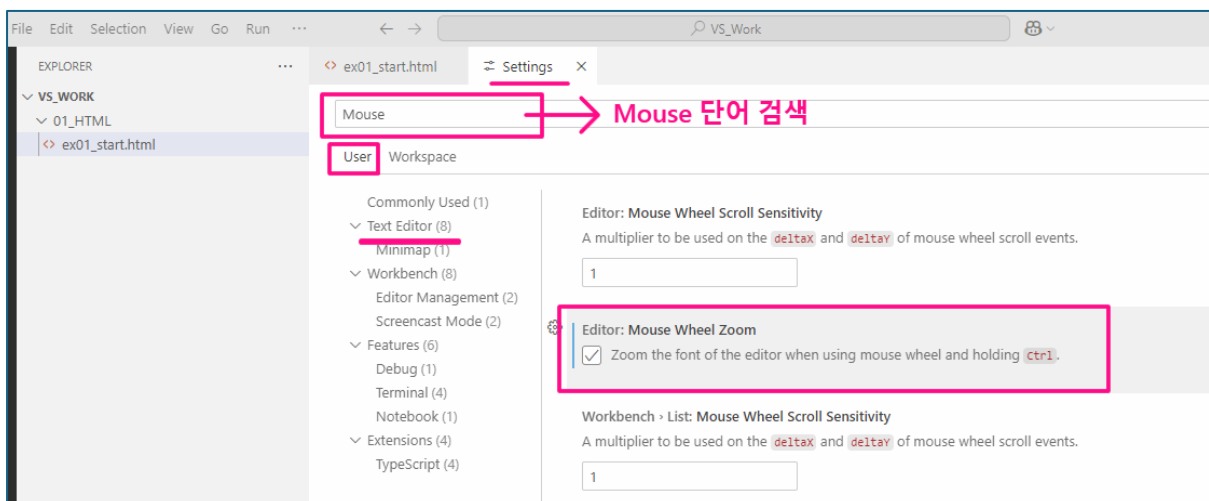 File Edit Selection View Go Run ··· VS_Work
EXPLORER ··· ex01_start.html Settings
VS_WORK
01_HTML
ex01_start.html
Mouse Mouse 단어 검색
User Workspace
Commonly Used (1)
Text Editor (8)
Minimap (1)
Workbench (8)
Editor Management (2)
Screencast Mode (2)
Features (6)
Debug (1)
Terminal (4)
Notebook (1)
Extensions (4)
TypeScript (4)
Editor: Mouse Wheel Scroll Sensitivity
A multiplier to be used on the deltaX and deltaY of mouse wheel scroll events.
1
Editor: Mouse Wheel Zoom
Zoom the font of the editor when using mouse wheel and holding Ctrl.
Workbench › List: Mouse Wheel Scroll Sensitivity
A multiplier to be used on the deltaX and deltaY of mouse wheel scroll events.
1